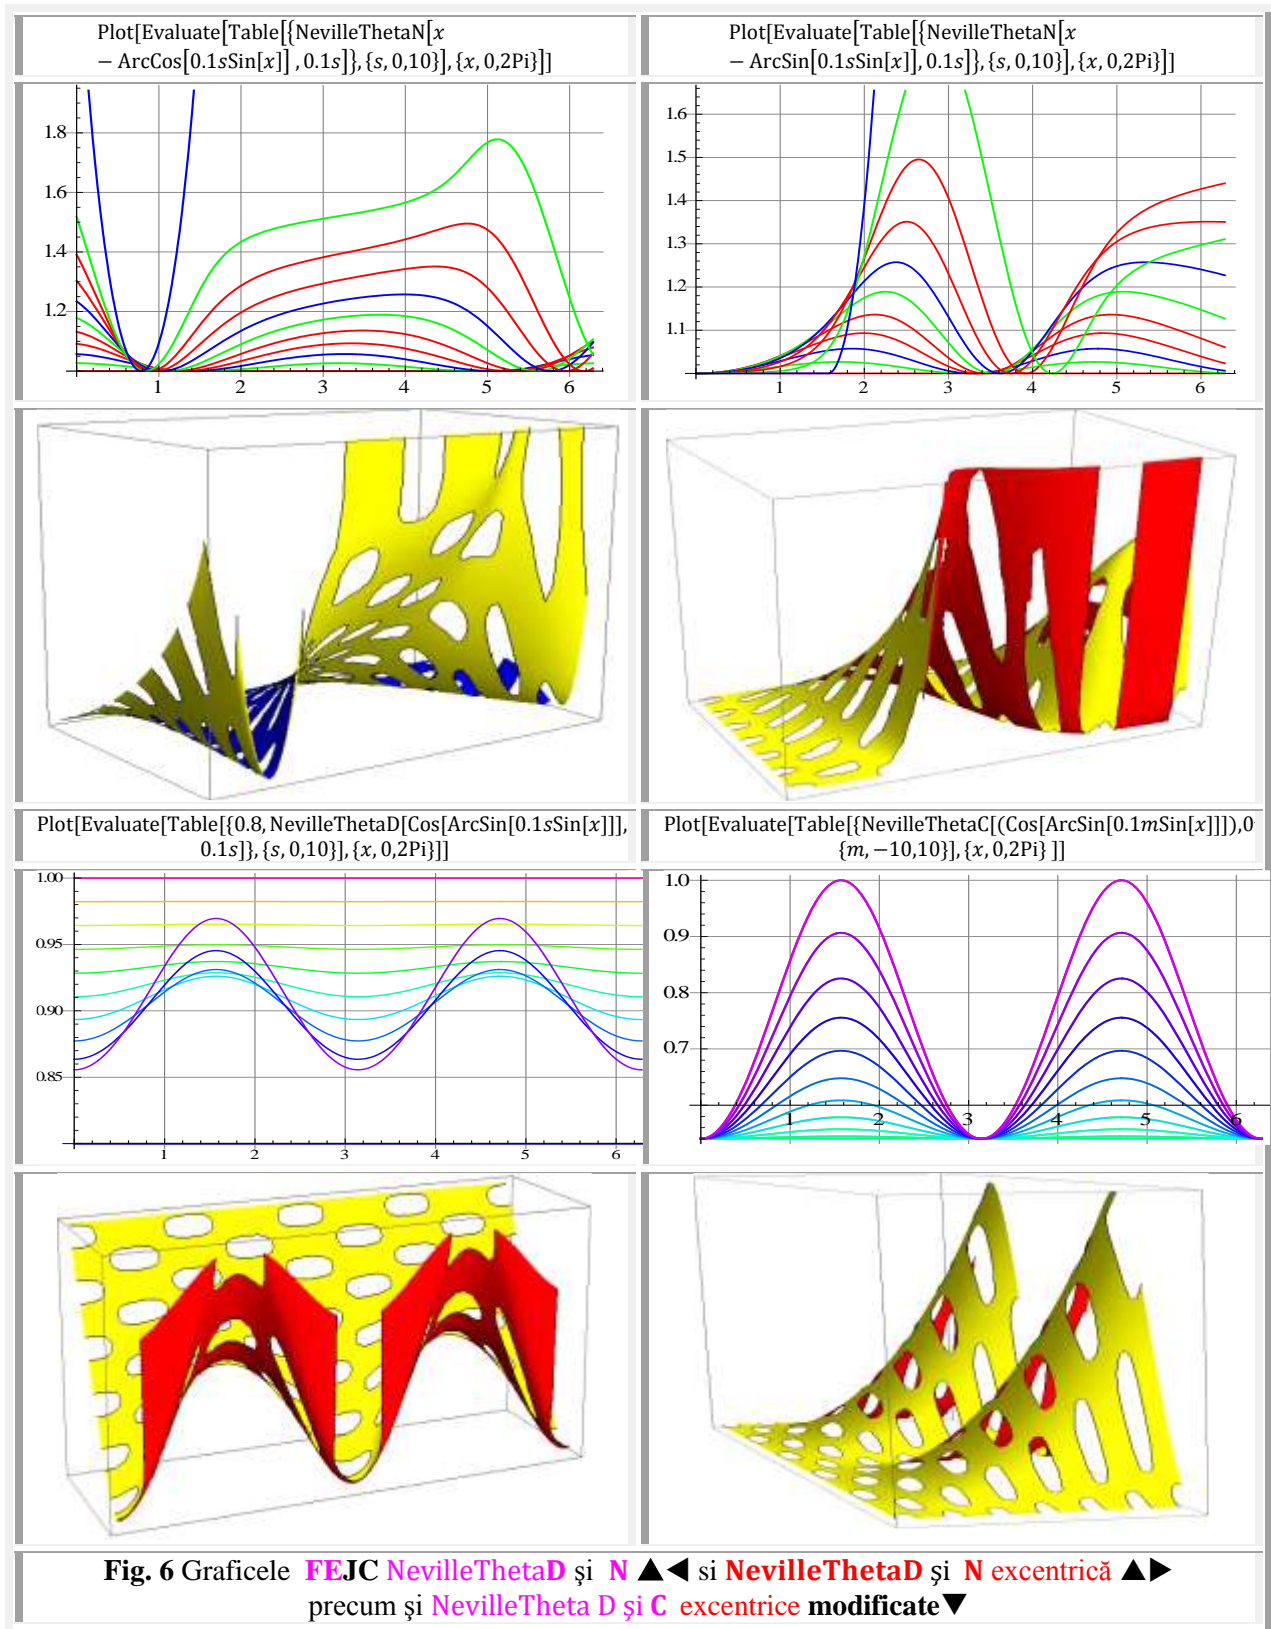 Plot[Evaluate[Table[{NevilleThetaN[x
− ArcCos[0.1sSin[x]] , 0.1s]}, {s, 0,10}], {x, 0,2Pi}]]
Plot[Evaluate[Table[{NevilleThetaN[x
− ArcSin[0.1sSin[x]], 0.1s]}, {s, 0,10}], {x, 0,2Pi}]]
1.8
1.6
1.4
1.2
1 2 3 4 5 6
1.6
1.5
1.4
1.3
1.2
1.1
1 2 3 4 5 6
Plot[Evaluate[Table[{0.8, NevilleThetaD[Cos[ArcSin[0.1sSin[x]]],
0.1s]}, {s, 0,10}], {x, 0,2Pi}]]
Plot[Evaluate[Table[{NevilleThetaC[(Cos[ArcSin[0.1mSin[x]]]),0
{m, −10,10}], {x, 0,2Pi} ]]
1.00
0.95
0.90
0.85
1 2 3 4 5 6
1.0
0.9
0.8
0.7
1 2 3 4 5 6
Fig. 6 Graficele FEJC NevilleThetaD şi N ▲◄ si NevilleThetaD şi N excentrică ▲►
precum şi NevilleTheta D şi C excentrice modificate▼